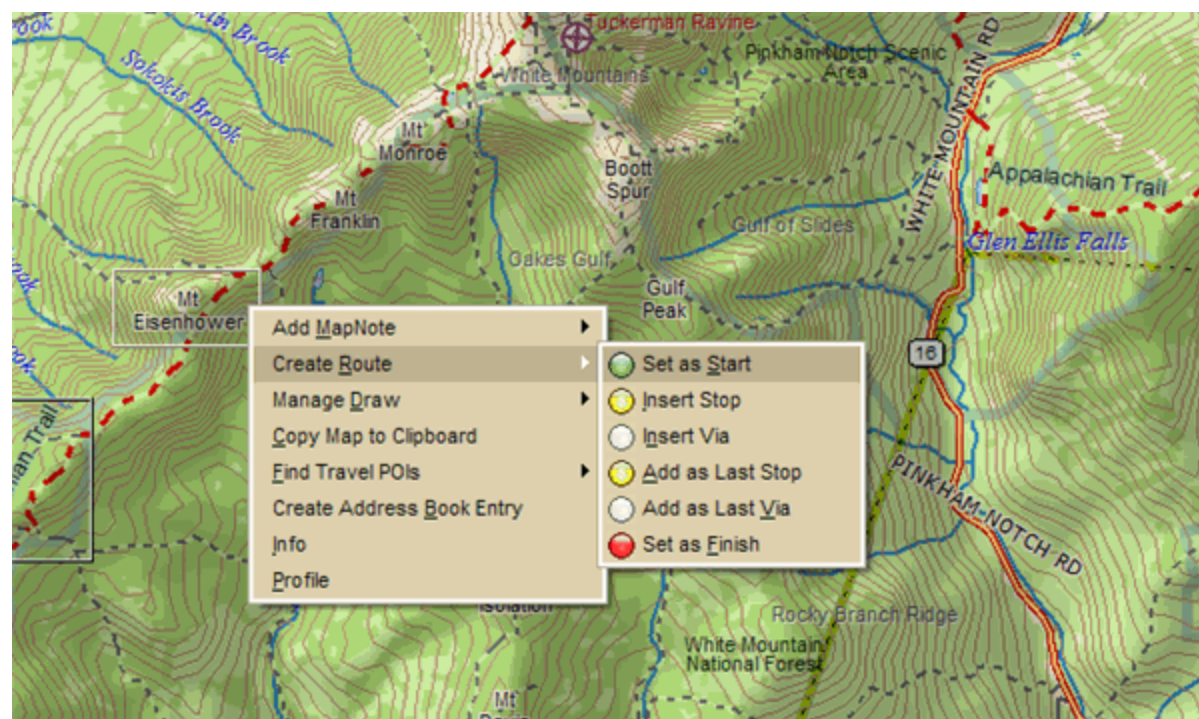 Tuckerman Ravine
Brook
Sokokis Brook
White Mountains
Pinkham Notch Scenic
Area
WHITE MOUNTAIN RD
Mt
Monroe
Boott
Spur
Appalachian Trail
Mt
Franklin
Gulf of Slides
Glen Ellis Falls
Oakes Gulf
Gulf
Peak
Mt
Eisenhower
16
Add MapNote
Create Route
Manage Draw
Copy Map to Clipboard
Find Travel POIs
Create Address Book Entry
Info
Profile
Set as Start
Insert Stop
Insert Via
Add as Last Stop
Add as Last Via
Set as Finish
PINKHAM NOTCH RD
Isolation
Rocky Branch Ridge
White Mountain
National Forest
Mt